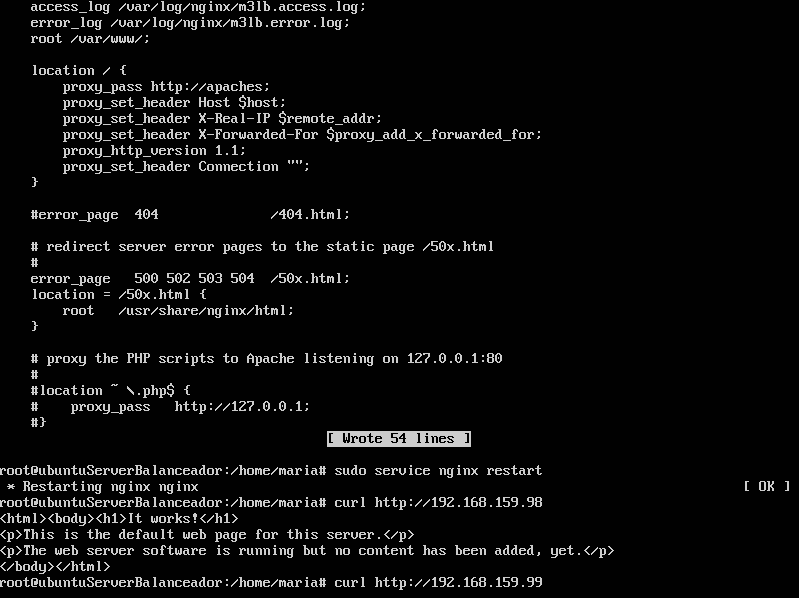 access_log /var/log/nginx/m3lb.access.log;
error_log /var/log/nginx/m3lb.error.log;
root /var/www/;
location / {
proxy_pass http://apaches;
proxy_set_header Host $host;
proxy_set_header X-Real-IP $remote_addr;
proxy_set_header X-Forwarded-For $proxy_add_x_forwarded_for;
proxy_http_version 1.1;
proxy_set_header Connection "";
}
#error_page  404              /404.html;
# redirect server error pages to the static page /50x.html
#
error_page   500 502 503 504  /50x.html;
location = /50x.html {
root   /usr/share/nginx/html;
}
# proxy the PHP scripts to Apache listening on 127.0.0.1:80
#
#location ~ \.php$ {
#    proxy_pass   http://127.0.0.1;
#}
[ Wrote 54 lines ]
root@ubuntuServerBalanceador:/home/maria# sudo service nginx restart
* Restarting nginx nginx [ OK ]
root@ubuntuServerBalanceador:/home/maria# curl http://192.168.159.98
<html><body><h1>It works!</h1>
<p>This is the default web page for this server.</p>
<p>The web server software is running but no content has been added, yet.</p>
</body></html>
root@ubuntuServerBalanceador:/home/maria# curl http://192.168.159.99